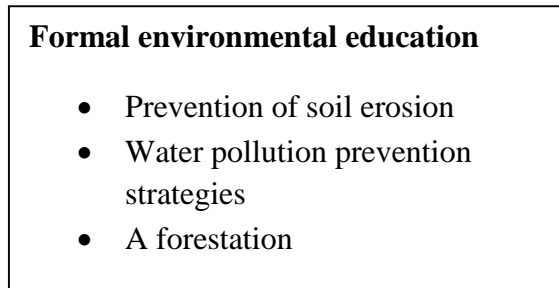 Formal environmental education
• Prevention of soil erosion
• Water pollution prevention
strategies
• A forestation